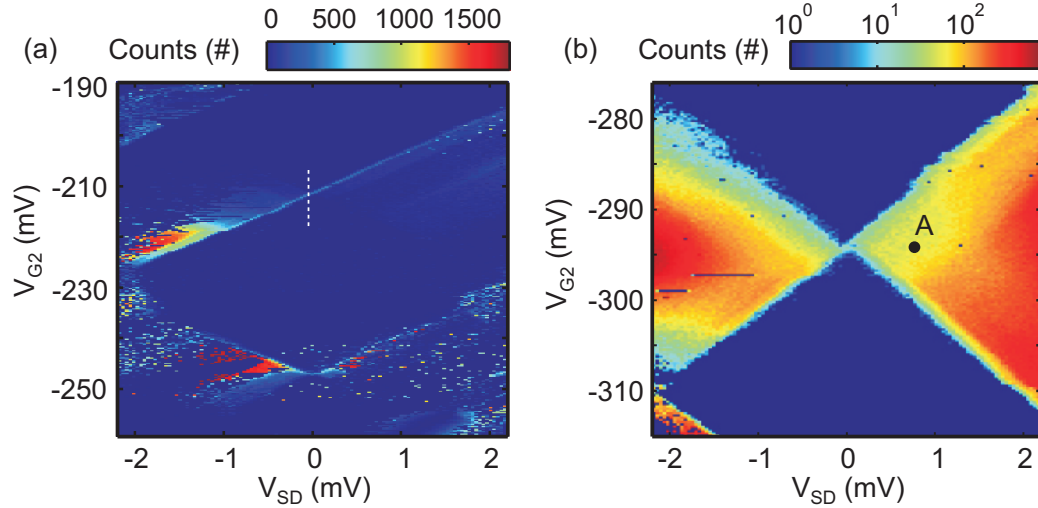 (a) Counts (#) 0 500 1000 1500
-190
-210
-230
-250
V_G2 (mV)
-2 -1 0 1 2
V_SD (mV)
(b) Counts (#) 10^0 10^1 10^2
-280
-290
-300
-310
V_G2 (mV)
A
-2 -1 0 1 2
V_SD (mV)